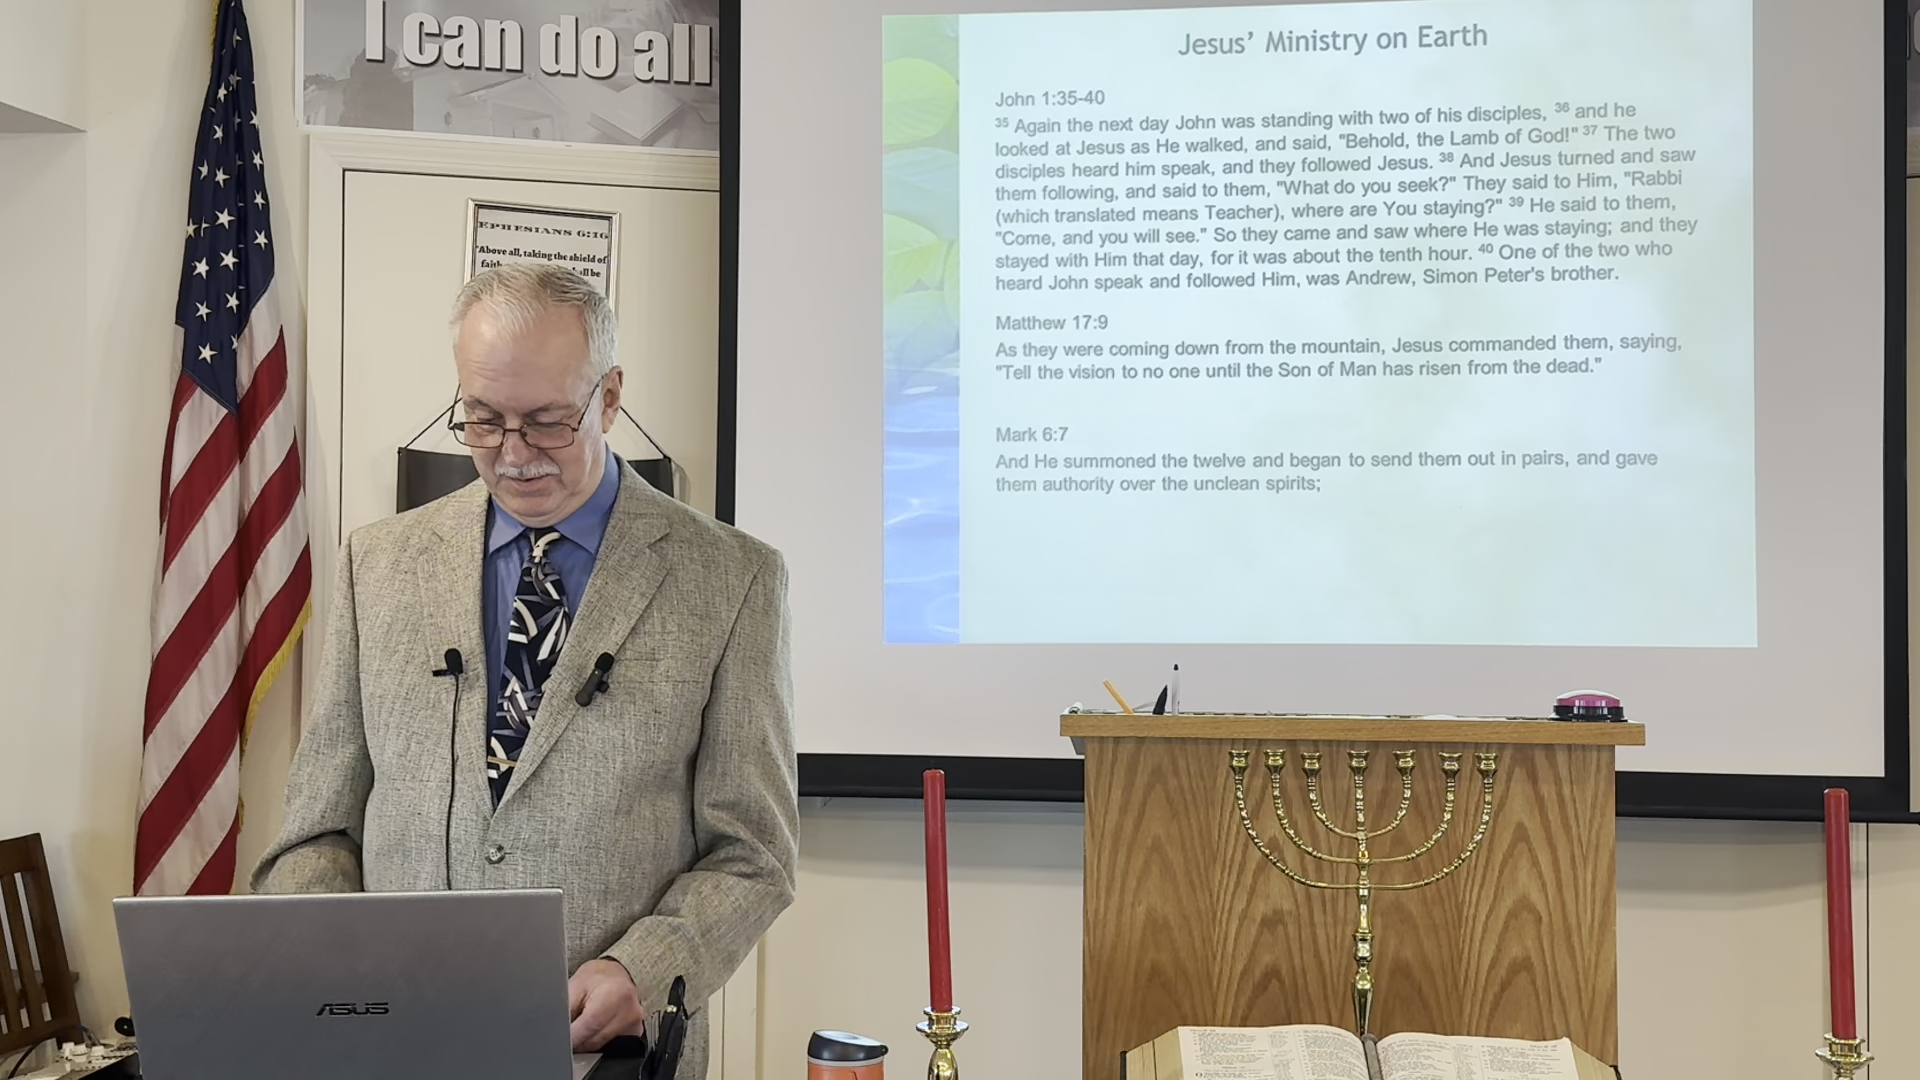 I can do all
Jesus' Ministry on Earth
John 1:35-40
35 Again the next day John was standing with two of his disciples, 36 and he
looked at Jesus as He walked, and said, "Behold, the Lamb of God!" 37 The two
disciples heard him speak, and they followed Jesus. 38 And Jesus turned and saw
them following, and said to them, "What do you seek?" They said to Him, "Rabbi
(which translated means Teacher), where are You staying?" 39 He said to them,
"Come, and you will see." So they came and saw where He was staying; and they
stayed with Him that day, for it was about the tenth hour. 40 One of the two who
heard John speak and followed Him, was Andrew, Simon Peter's brother.
Matthew 17:9
As they were coming down from the mountain, Jesus commanded them, saying,
"Tell the vision to no one until the Son of Man has risen from the dead."
Mark 6:7
And He summoned the twelve and began to send them out in pairs, and gave
them authority over the unclean spirits;
EPHESIANS 6:16
"Above all, taking the shield of
be
ASUS